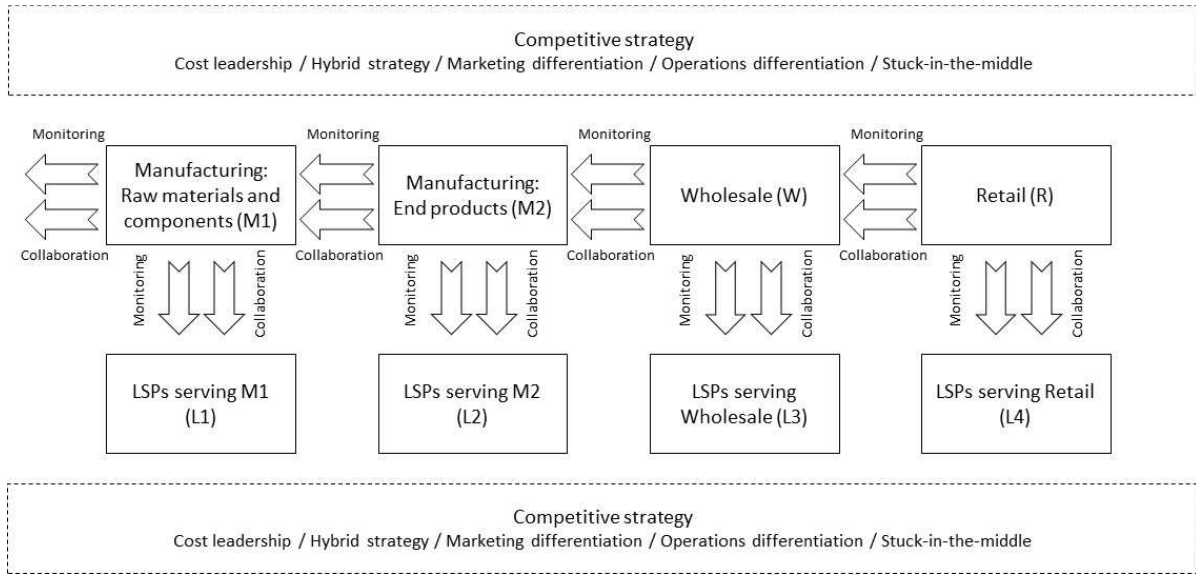 Competitive strategy
Cost leadership / Hybrid strategy / Marketing differentiation / Operations differentiation / Stuck-in-the-middle
Monitoring
Monitoring
Monitoring
Monitoring
Manufacturing:
Raw materials and
components (M1)
Manufacturing:
End products (M2)
Wholesale (W)
Retail (R)
Collaboration
Collaboration
Collaboration
Collaboration
Monitoring
Collaboration
Monitoring
Collaboration
Monitoring
Collaboration
Monitoring
Collaboration
LSPs serving M1
(L1)
LSPs serving M2
(L2)
LSPs serving
Wholesale (L3)
LSPs serving Retail
(L4)
Competitive strategy
Cost leadership / Hybrid strategy / Marketing differentiation / Operations differentiation / Stuck-in-the-middle